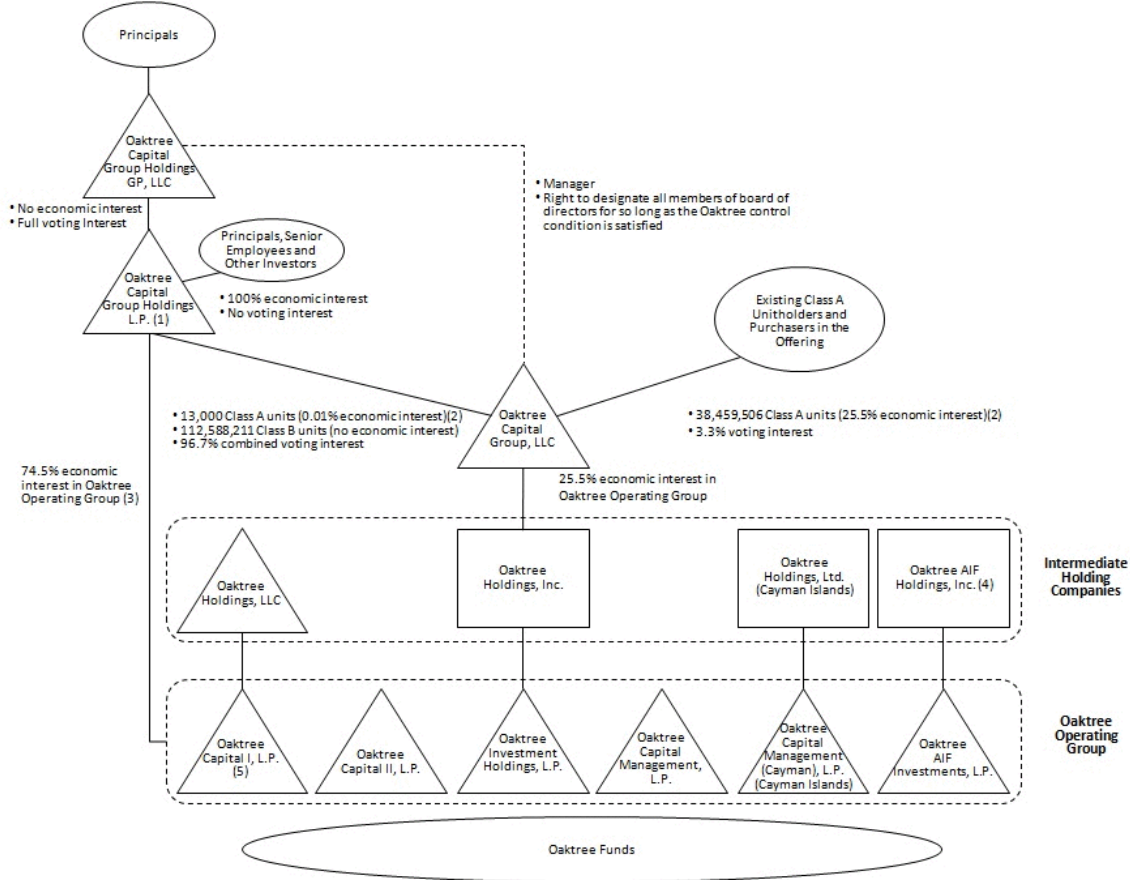 Principals
Oaktree
Capital
Group Holdings
GP, LLC
• No economic interest
• Full voting Interest
• Manager
• Right to designate all members of board of
directors for so long as the Oaktree control
condition is satisfied
Principals, Senior
Employees and
Other Investors
Oaktree
Capital
Group Holdings
L.P. (1)
• 100% economic interest
• No voting interest
Existing Class A
Unitholders and
Purchasers in the
Offering
• 13,000 Class A units (0.01% economic interest)(2)
• 112,588,211 Class B units (no economic interest)
• 96.7% combined voting interest
Oaktree
Capital
Group, LLC
• 38,459,506 Class A units (25.5% economic interest)(2)
• 3.3% voting interest
74.5% economic
interest in Oaktree
Operating Group (3)
25.5% economic interest in
Oaktree Operating Group
Oaktree
Holdings, LLC
Oaktree
Holdings, Inc.
Oaktree
Holdings, Ltd.
(Cayman Islands)
Oaktree AIF
Holdings, Inc. (4)
Intermediate
Holding
Companies
Oaktree
Capital I, L.P.
(5)
Oaktree
Capital II, L.P.
Oaktree
Investment
Holdings, L.P.
Oaktree
Capital
Management,
L.P.
Oaktree
Capital
Management
(Cayman), L.P.
(Cayman Islands)
Oaktree
AIF
Investments, L.P.
Oaktree
Operating
Group
Oaktree Funds